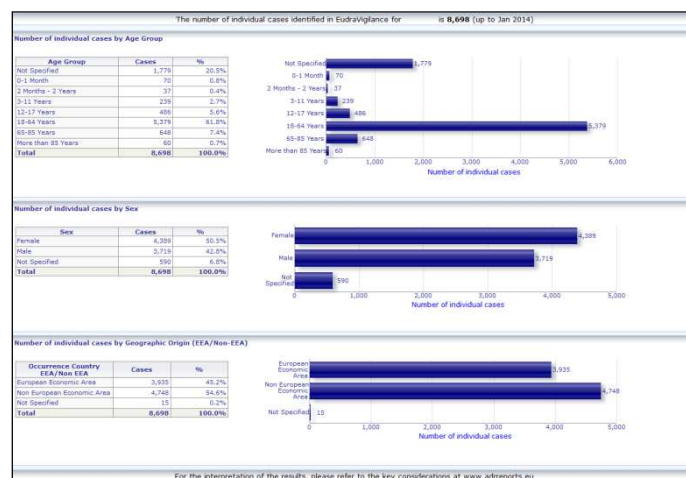 The number of individual cases identified in EudraVigilance for is 8,698 (up to Jan 2014)
Number of individual cases by Age Group
Age Group Cases %
Not Specified 1,779 20.5%
0-1 Month 70 0.8%
2 Months - 2 Years 37 0.4%
3-11 Years 239 2.7%
12-17 Years 486 5.6%
18-64 Years 5,379 61.8%
65-85 Years 648 7.4%
More than 85 Years 60 0.7%
Total 8,698 100.0%
Not Specified 1,779
0-1 Month 70
2 Months - 2 Years 37
3-11 Years 239
12-17 Years 486
18-64 Years 5,379
65-85 Years 648
More than 85 Years 60
0 1,000 2,000 3,000 4,000 5,000 6,000
Number of individual cases
Number of individual cases by Sex
Sex Cases %
Female 4,389 50.5%
Male 3,719 42.8%
Not Specified 590 6.8%
Total 8,698 100.0%
Female 4,389
Male 3,719
Not
Specified 590
0 1,000 2,000 3,000 4,000 5,000
Number of individual cases
Number of individual cases by Geographic Origin (EEA/Non-EEA)
Occurrence Country
EEA/Non EEA Cases %
European Economic Area 3,935 45.2%
Non European Economic Area 4,748 54.6%
Not Specified 15 0.2%
Total 8,698 100.0%
European
Economic
Area 3,935
Non European
Economic
Area 4,748
Not Specified 15
0 1,000 2,000 3,000 4,000 5,000
Number of individual cases
For the interpretation of the results, please refer to the key considerations at www.adrreports.eu